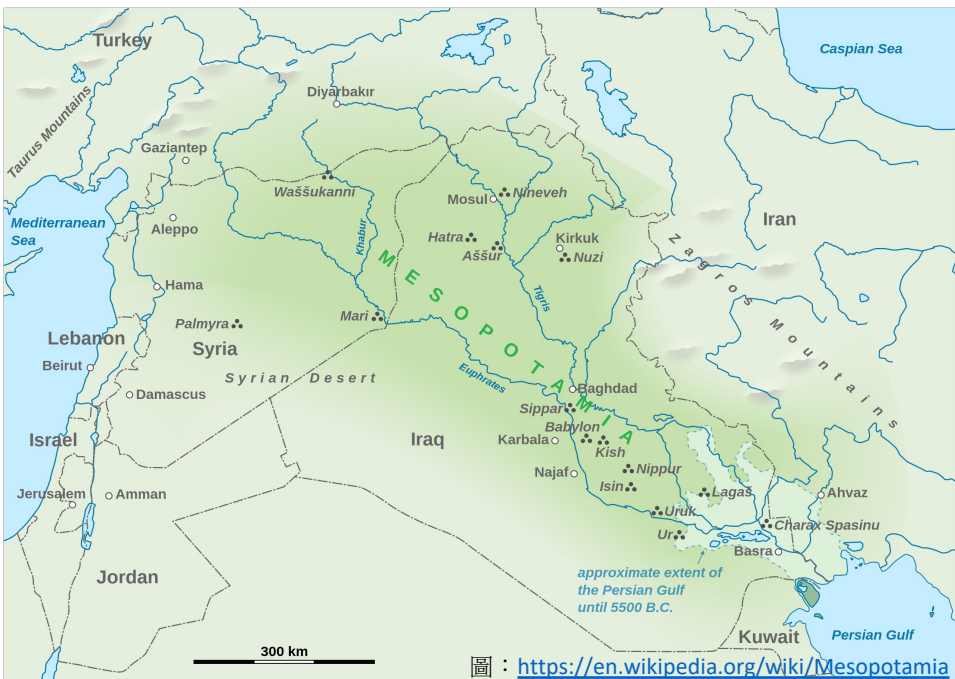 Turkey
Caspian Sea
Diyarbakır
Taurus Mountains
Gaziantep
Waššukanni
Mosul
Nineveh
Mediterranean
Sea
Aleppo
Khabur
Hatra
Aššur
Kirkuk
Nuzi
Iran
Zagros Mountains
MESOPOTAMIA
Hama
Tigris
Mari
Palmyra
Lebanon
Syria
Beirut
Syrian Desert
Euphrates
Damascus
Baghdad
Sippar
Babylon
Israel
Iraq
Karbala
Kish
Najaf
Nippur
Isin
Jerusalem
Amman
Lagaš
Ahvaz
Uruk
Charax Spasinu
Ur
Basra
Jordan
approximate extent of
the Persian Gulf
until 5500 B.C.
Kuwait
Persian Gulf
300 km
圖：https://en.wikipedia.org/wiki/Mesopotamia